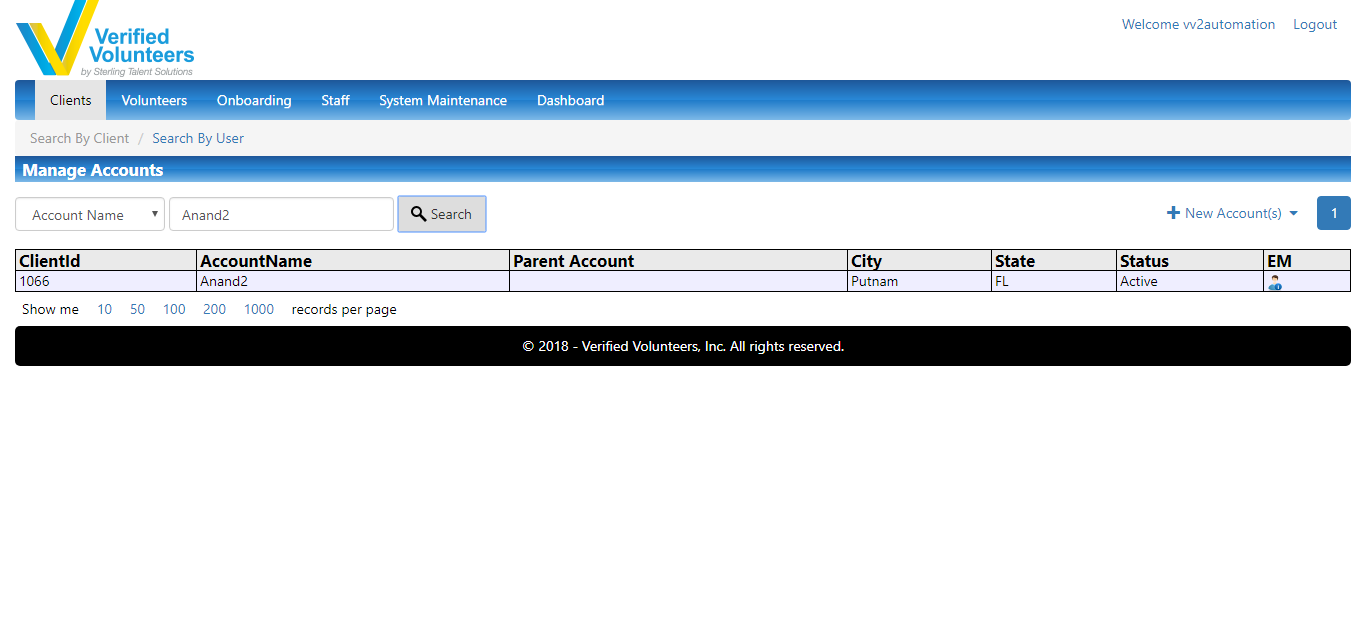 Verified
Volunteers
by Sterling Talent Solutions
Welcome vv2automation Logout
Clients Volunteers Onboarding Staff System Maintenance Dashboard
Search By Client / Search By User
Manage Accounts
Account Name Anand2 Search New Account(s) 1
ClientId AccountName Parent Account City State Status EM
1066 Anand2 Putnam FL Active
Show me 10 50 100 200 1000 records per page
© 2018 - Verified Volunteers, Inc. All rights reserved.